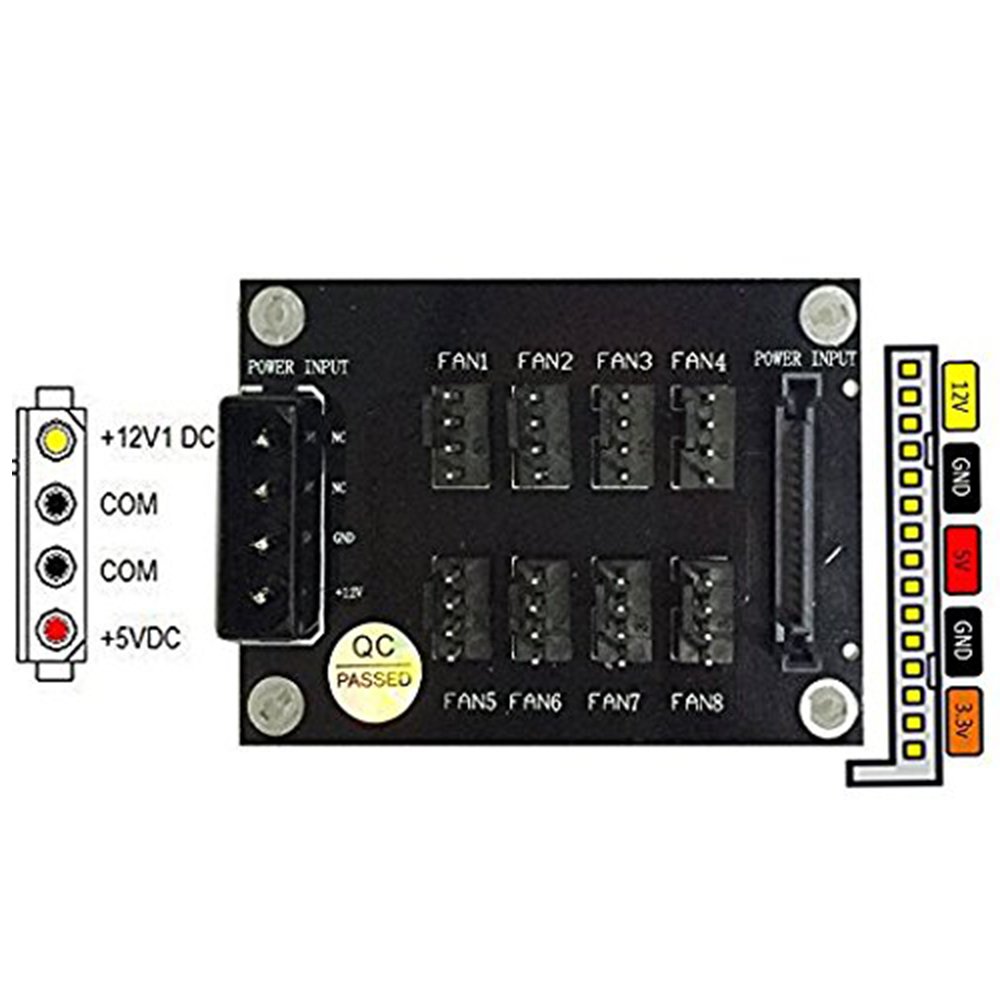 POWER INPUT
FAN1 FAN2 FAN3 FAN4
POWER INPUT
+12V1 DC
COM
COM
+5VDC
NC
NC
GND
+12V
QC
PASSED
FAN5 FAN6 FAN7 FAN8
12V
GND
5V
GND
3.3v